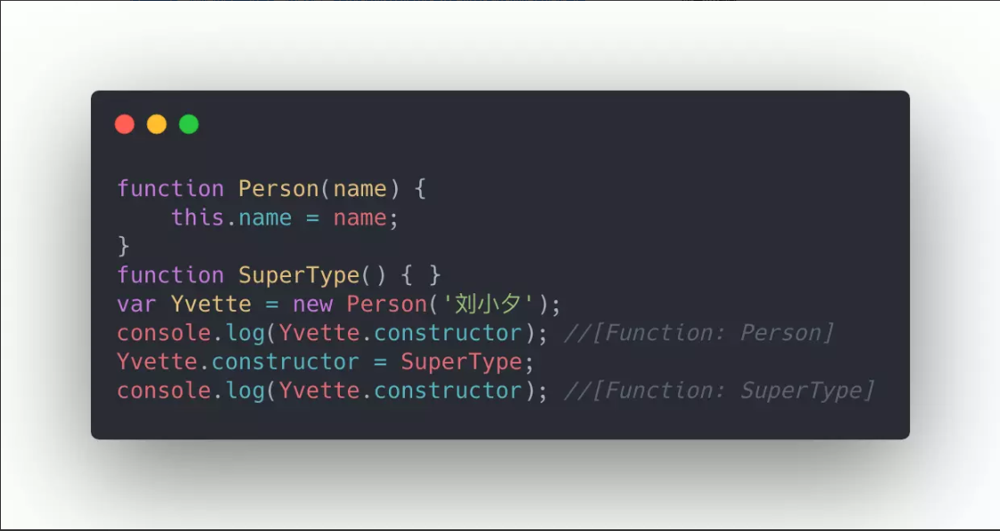 function Person(name) {
    this.name = name;
}
function SuperType() { }
var Yvette = new Person('刘小夕');
console.log(Yvette.constructor); //[Function: Person]
Yvette.constructor = SuperType;
console.log(Yvette.constructor); //[Function: SuperType]